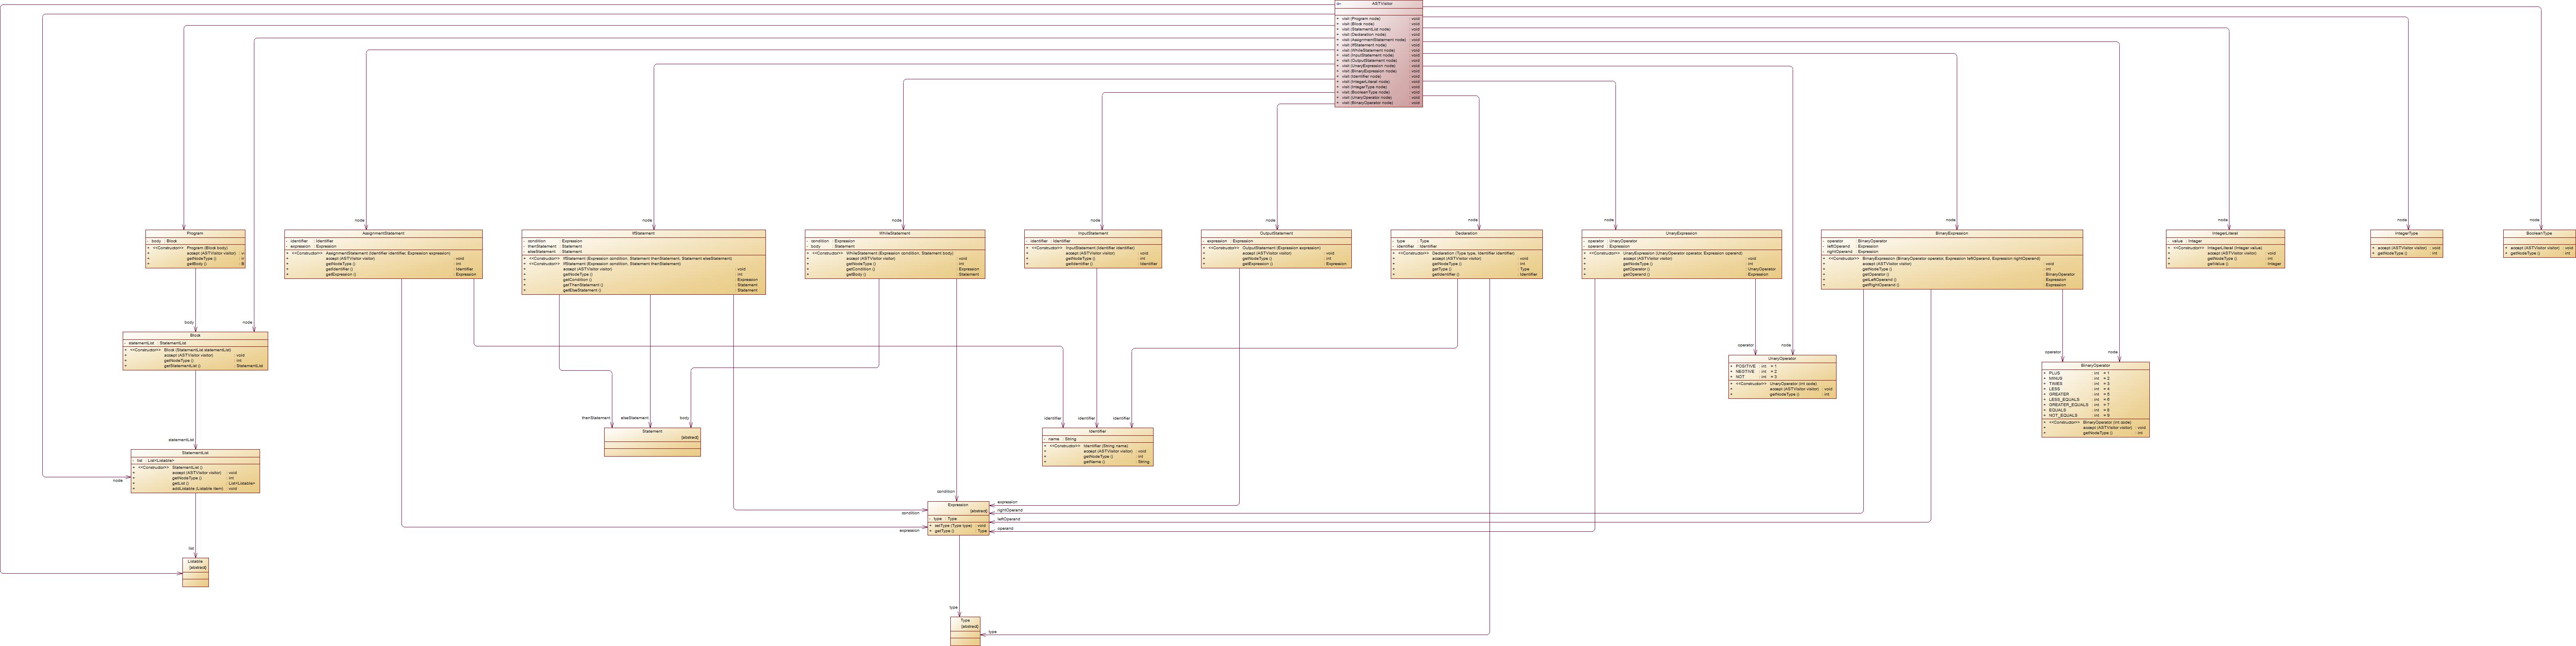 ASTVisitor
+ visit (Program node) : void
+ visit (Block node) : void
+ visit (StatementList node) : void
+ visit (Declaration node) : void
+ visit (AssignmentStatement node) : void
+ visit (IfStatement node) : void
+ visit (WhileStatement node) : void
+ visit (InputStatement node) : void
+ visit (OutputStatement node) : void
+ visit (UnaryExpression node) : void
+ visit (BinaryExpression node) : void
+ visit (Identifier node) : void
+ visit (IntegerLiteral node) : void
+ visit (IntegerType node) : void
+ visit (BooleanType node) : void
+ visit (UnaryOperator node) : void
+ visit (BinaryOperator node) : void
node
node
node
node
node
node
node
node
node
node
node
Program
- body : Block
+ <<Constructor>> Program (Block body)
+ accept (ASTVisitor visitor) : v
+ getNodeType () : ir
+ getBody () : B
AssignmentStatement
- identifier : Identifier
- expression : Expression
+ <<Constructor>> AssignmentStatement (Identifier identifier, Expression expression)
+ accept (ASTVisitor visitor) : void
+ getNodeType () : int
+ getIdentifier () : Identifier
+ getExpression () : Expression
IfStatement
- condition : Expression
- thenStatement : Statement
- elseStatement : Statement
+ <<Constructor>> IfStatement (Expression condition, Statement thenStatement, Statement elseStatement)
+ <<Constructor>> IfStatement (Expression condition, Statement thenStatement)
+ accept (ASTVisitor visitor) : void
+ getNodeType () : int
+ getCondition () : Expression
+ getThenStatement () : Statement
+ getElseStatement () : Statement
WhileStatement
- condition : Expression
- body : Statement
+ <<Constructor>> WhileStatement (Expression condition, Statement body)
+ accept (ASTVisitor visitor) : void
+ getNodeType () : int
+ getCondition () : Expression
+ getBody () : Statement
InputStatement
- identifier : Identifier
+ <<Constructor>> InputStatement (Identifier identifier)
+ accept (ASTVisitor visitor) : void
+ getNodeType () : int
+ getIdentifier () : Identifier
OutputStatement
- expression : Expression
+ <<Constructor>> OutputStatement (Expression expression)
+ accept (ASTVisitor visitor) : void
+ getNodeType () : int
+ getExpression () : Expression
Declaration
- type : Type
- identifier : Identifier
+ <<Constructor>> Declaration (Type type, Identifier identifier)
+ accept (ASTVisitor visitor) : void
+ getNodeType () : int
+ getType () : Type
+ getIdentifier () : Identifier
UnaryExpression
- operator : UnaryOperator
- operand : Expression
+ <<Constructor>> UnaryExpression (UnaryOperator operator, Expression operand)
+ accept (ASTVisitor visitor) : void
+ getNodeType () : int
+ getOperator () : UnaryOperator
+ getOperand () : Expression
BinaryExpression
- operator : BinaryOperator
- leftOperand : Expression
- rightOperand : Expression
+ <<Constructor>> BinaryExpression (BinaryOperator operator, Expression leftOperand, Expression rightOperand)
+ accept (ASTVisitor visitor) : void
+ getNodeType () : int
+ getOperator () : BinaryOperator
+ getLeftOperand () : Expression
+ getRightOperand () : Expression
IntegerLiteral
- value : Integer
+ <<Constructor>> IntegerLiteral (Integer value)
+ accept (ASTVisitor visitor) : void
+ getNodeType () : int
+ getValue () : Integer
IntegerType
+ accept (ASTVisitor visitor) : void
+ getNodeType () : int
BooleanType
+ accept (ASTVisitor visitor) : void
+ getNodeType () : int
body
node
Block
- statementList : StatementList
+ <<Constructor>> Block (StatementList statementList)
+ accept (ASTVisitor visitor) : void
+ getNodeType () : int
+ getStatementList () : StatementList
operator
node
UnaryOperator
+ POSITIVE : int = 1
+ NEGTIVE : int = 2
+ NOT : int = 3
+ <<Constructor>> UnaryOperator (int code)
+ accept (ASTVisitor visitor) : void
+ getNodeType () : int
operator
node
BinaryOperator
+ PLUS : int = 1
+ MINUS : int = 2
+ TIMES : int = 3
+ LESS : int = 4
+ GREATER : int = 5
+ LESS_EQUALS : int = 6
+ GREATER_EQUALS : int = 7
+ EQUALS : int = 8
+ NOT_EQUALS : int = 9
+ <<Constructor>> BinaryOperator (int code)
+ accept (ASTVisitor visitor) : void
+ getNodeType () : int
thenStatement
elseStatement
body
Statement
{abstract}
identifier
identifier
identifier
Identifier
- name : String
+ <<Constructor>> Identifier (String name)
+ accept (ASTVisitor visitor) : void
+ getNodeType () : int
+ getName () : String
statementList
node
StatementList
- list : List<Listable>
+ <<Constructor>> StatementList ()
+ accept (ASTVisitor visitor) : void
+ getNodeType () : int
+ getList () : List<Listable>
+ addListable (Listable item) : void
condition
condition
expression
expression
rightOperand
leftOperand
operand
Expression
{abstract}
- type : Type
+ setType (Type type) : void
+ getType () : Type
list
Listable
{abstract}
type
type
Type
{abstract}